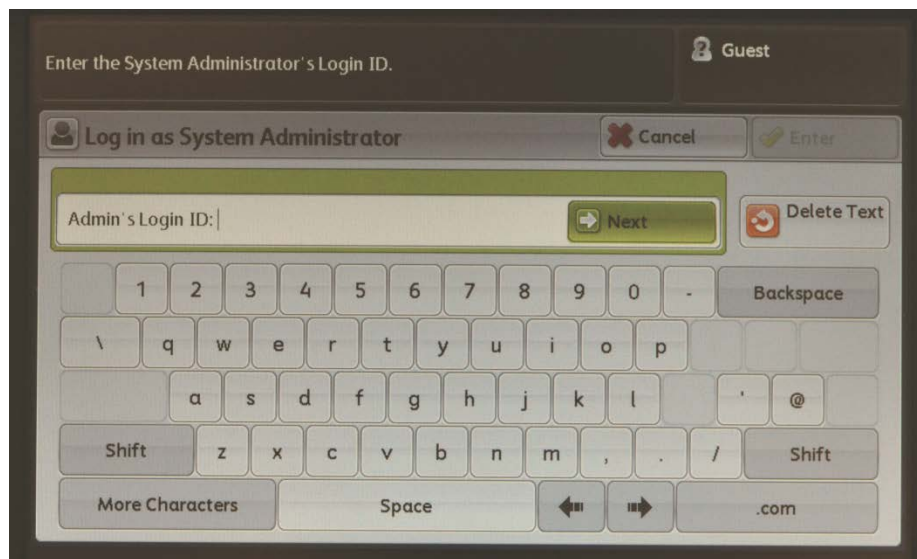 Enter the System Administrator's Login ID.
Guest
Log in as System Administrator
Cancel
Enter
Admin's Login ID:
Next
Delete Text
1 2 3 4 5 6 7 8 9 0 - Backspace
\ q w e r t y u i o p
a s d f g h j k l ' @
Shift z x c v b n m , . / Shift
More Characters Space .com